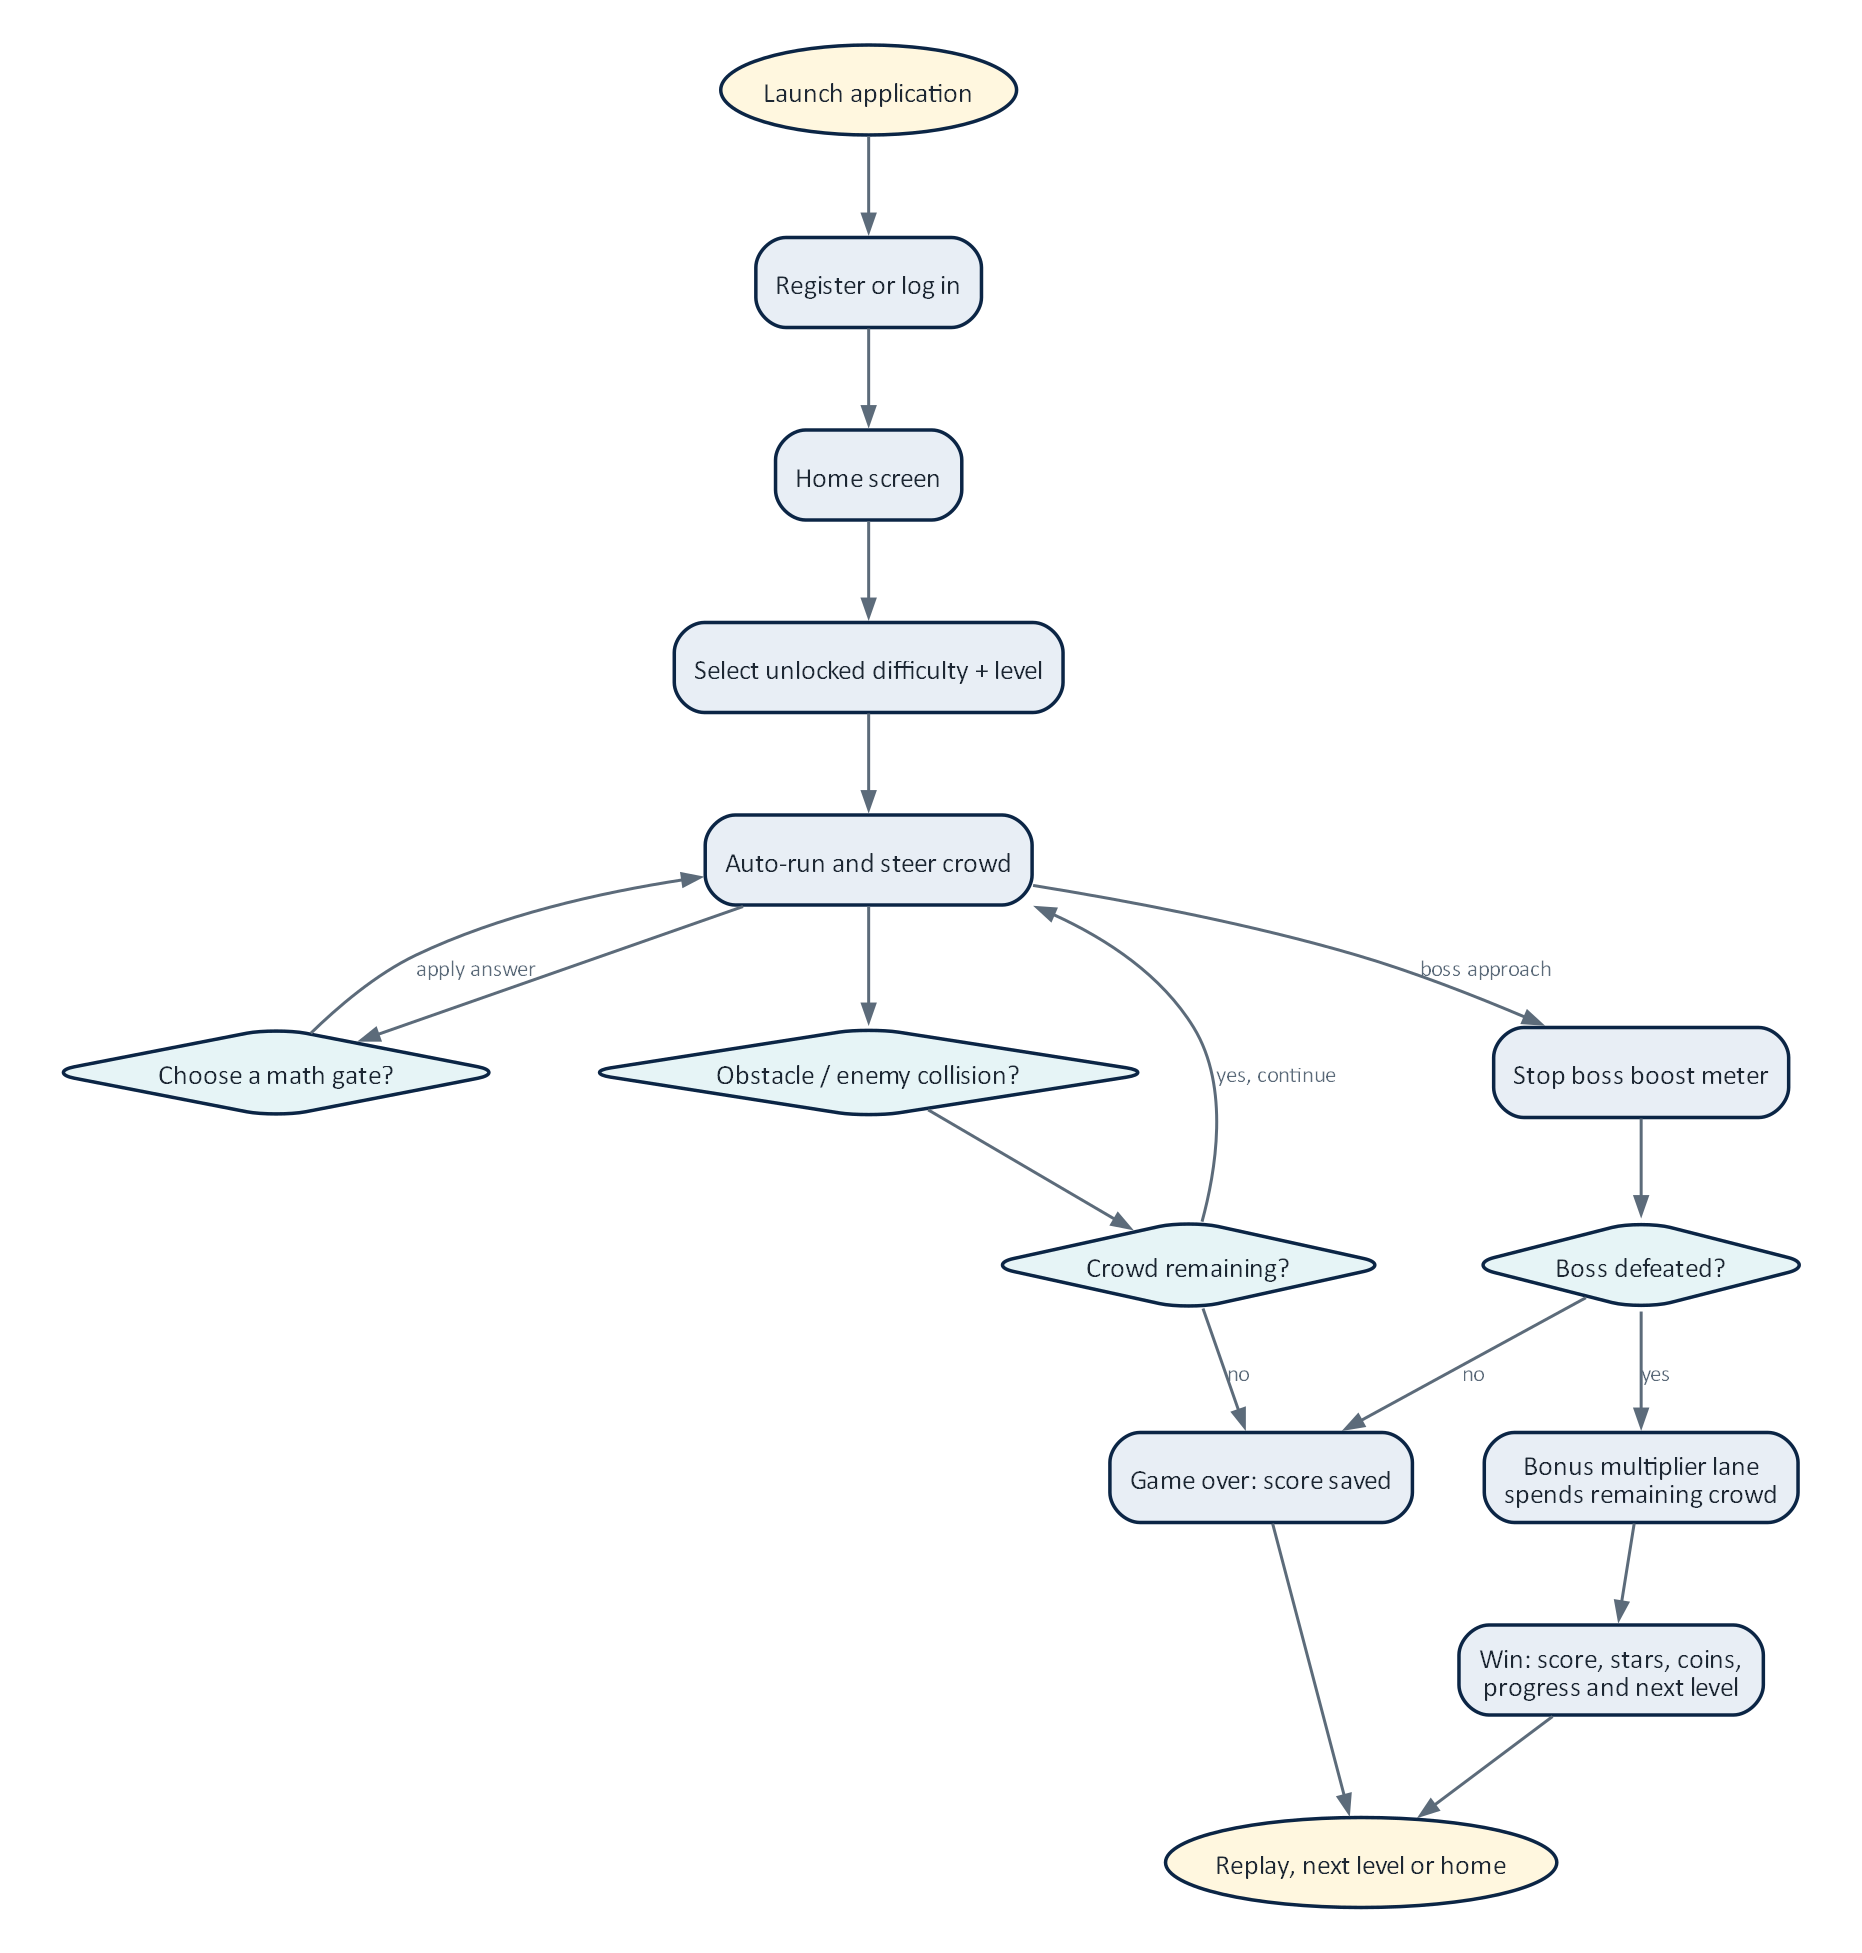 Launch application
Register or log in
Home screen
Select unlocked difficulty + level
Auto-run and steer crowd
apply answer
boss approach
Choose a math gate?
Obstacle / enemy collision?
yes, continue
Stop boss boost meter
Crowd remaining?
Boss defeated?
no
no
yes
Game over: score saved
Bonus multiplier lane
spends remaining crowd
Win: score, stars, coins,
progress and next level
Replay, next level or home